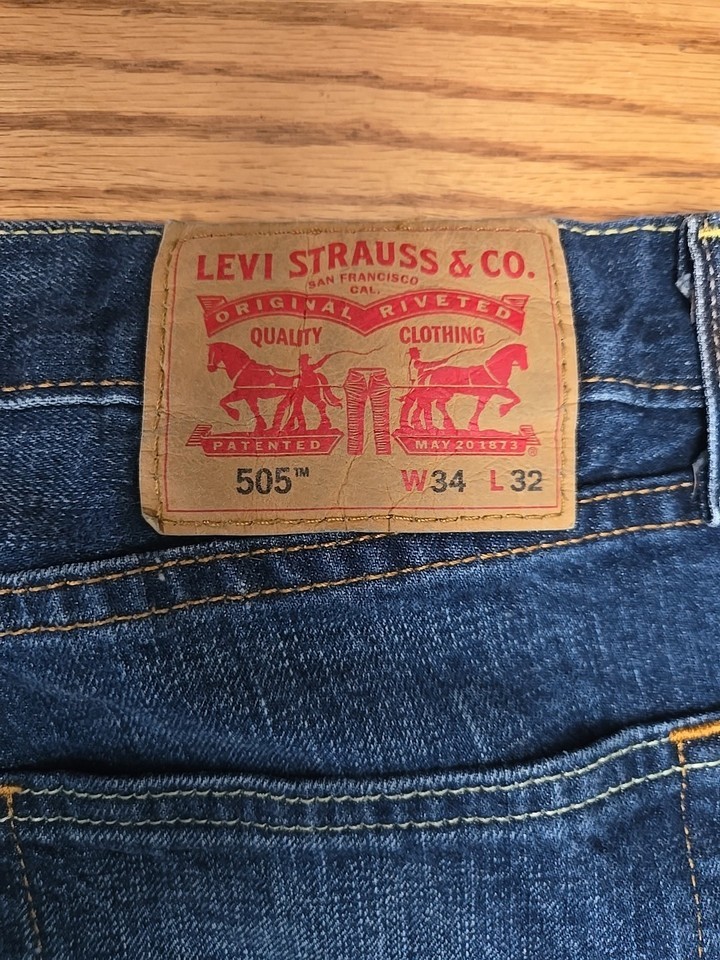 LEVI STRAUSS & CO.
SAN FRANCISCO
CAL.
ORIGINAL RIVETED
QUALITY CLOTHING
PATENTED MAY 20 1873 ®
505™ W34 L32